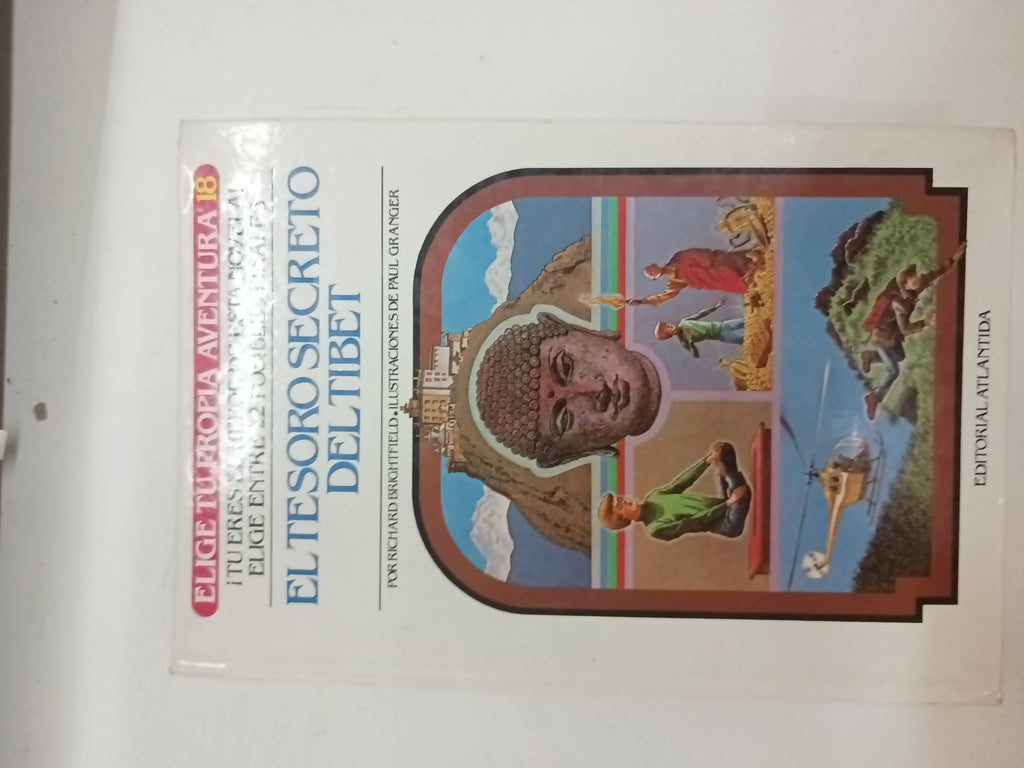 ELIGE TU PROPIA AVENTURA 18
¡TU ERES EL AUTOR DE ESTA NOVELA!
ELIGE ENTRE 22 POSIBLES FINALES
EL TESORO SECRETO
DEL TIBET
POR RICHARD BRIGHTFIELD • ILUSTRACIONES DE PAUL GRANGER
EDITORIAL ATLANTIDA